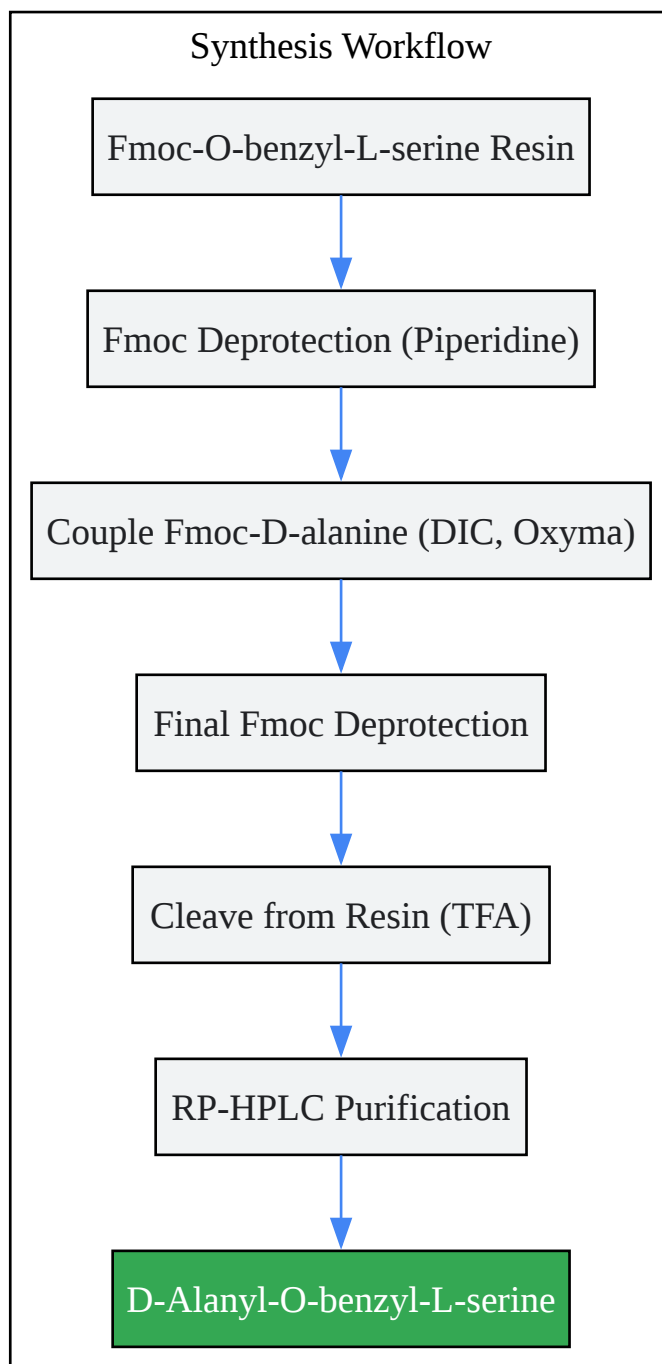 Synthesis Workflow
Fmoc-O-benzyl-L-serine Resin
Fmoc Deprotection (Piperidine)
Couple Fmoc-D-alanine (DIC, Oxyma)
Final Fmoc Deprotection
Cleave from Resin (TFA)
RP-HPLC Purification
D-Alanyl-O-benzyl-L-serine